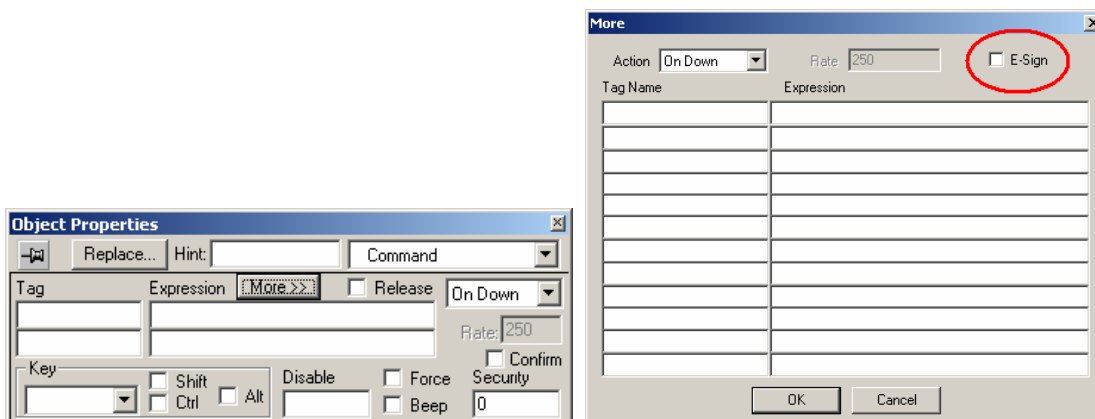 Object Properties
Replace... Hint: Command
Tag Expression More >> Release On Down
Rate: 250
Confirm
Key Shift Ctrl Alt Disable Force Beep Security 0
More
Action On Down Rate 250 E-Sign
Tag Name Expression
OK Cancel